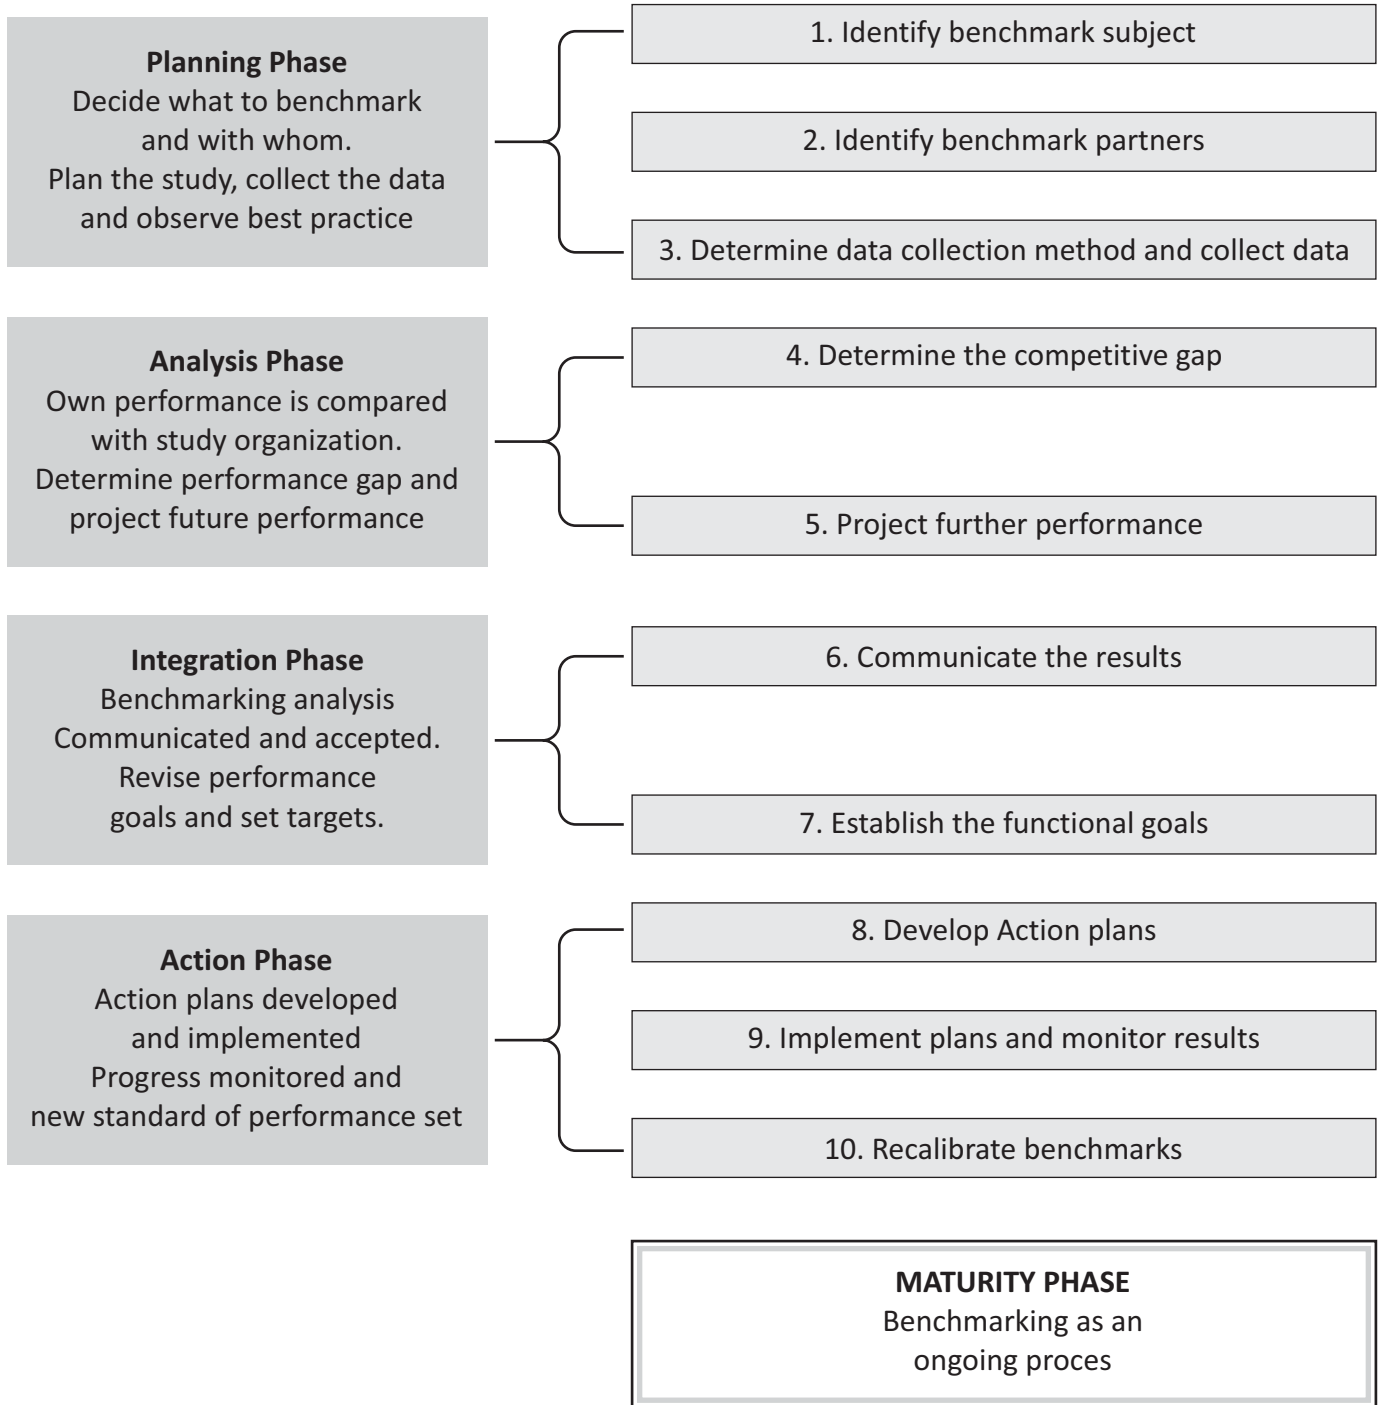 Planning Phase
Decide what to benchmark
and with whom.
Plan the study, collect the data
and observe best practice
1. Identify benchmark subject
2. Identify benchmark partners
3. Determine data collection method and collect data
Analysis Phase
Own performance is compared
with study organization.
Determine performance gap and
project future performance
4. Determine the competitive gap
5. Project further performance
Integration Phase
Benchmarking analysis
Communicated and accepted.
Revise performance
goals and set targets.
6. Communicate the results
7. Establish the functional goals
Action Phase
Action plans developed
and implemented
Progress monitored and
new standard of performance set
8. Develop Action plans
9. Implement plans and monitor results
10. Recalibrate benchmarks
MATURITY PHASE
Benchmarking as an
ongoing proces